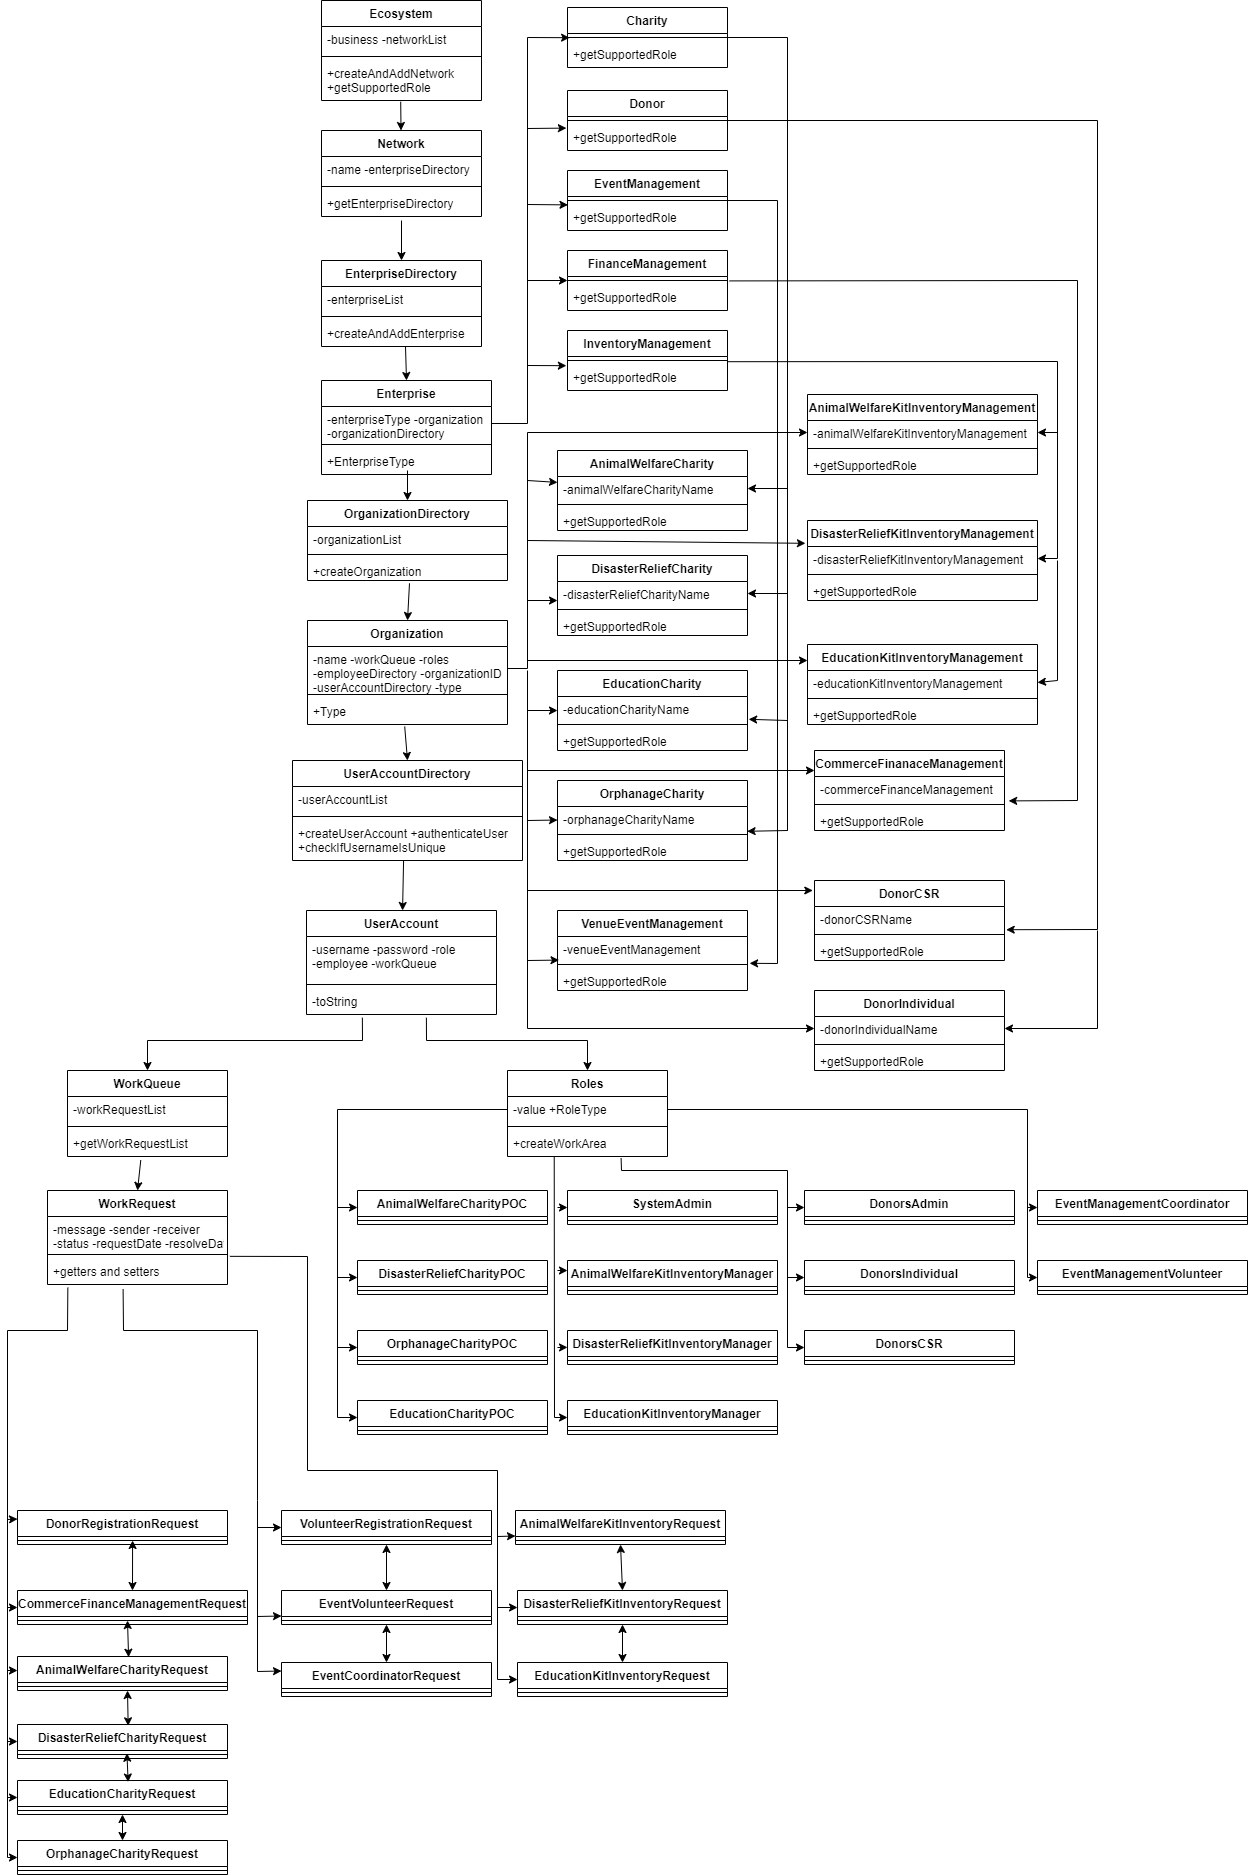 Ecosystem
-business -networkList
+createAndAddNetwork
+getSupportedRole
Network
-name -enterpriseDirectory
+getEnterpriseDirectory
EnterpriseDirectory
-enterpriseList
+createAndAddEnterprise
Enterprise
-enterpriseType -organization
-organizationDirectory
+EnterpriseType
OrganizationDirectory
-organizationList
+createOrganization
Organization
-name -workQueue -roles
-employeeDirectory -organizationID
-userAccountDirectory -type
+Type
UserAccountDirectory
-userAccountList
+createUserAccount +authenticateUser
+checkIfUsernameIsUnique
UserAccount
-username -password -role
-employee -workQueue
-toString
Charity
+getSupportedRole
Donor
+getSupportedRole
EventManagement
+getSupportedRole
FinanceManagement
+getSupportedRole
InventoryManagement
+getSupportedRole
AnimalWelfareCharity
-animalWelfareCharityName
+getSupportedRole
DisasterReliefCharity
-disasterReliefCharityName
+getSupportedRole
EducationCharity
-educationCharityName
+getSupportedRole
OrphanageCharity
-orphanageCharityName
+getSupportedRole
VenueEventManagement
-venueEventManagement
+getSupportedRole
AnimalWelfareKitInventoryManagement
-animalWelfareKitInventoryManagement
+getSupportedRole
DisasterReliefKitInventoryManagement
-disasterReliefKitInventoryManagement
+getSupportedRole
EducationKitInventoryManagement
-educationKitInventoryManagement
+getSupportedRole
CommerceFinanaceManagement
-commerceFinanceManagement
+getSupportedRole
DonorCSR
-donorCSRName
+getSupportedRole
DonorIndividual
-donorIndividualName
+getSupportedRole
WorkQueue
-workRequestList
+getWorkRequestList
WorkRequest
-message -sender -receiver
-status -requestDate -resolveDa
+getters and setters
Roles
-value +RoleType
+createWorkArea
AnimalWelfareCharityPOC
SystemAdmin
DonorsAdmin
EventManagementCoordinator
DisasterReliefCharityPOC
AnimalWelfareKitInventoryManager
DonorsIndividual
EventManagementVolunteer
OrphanageCharityPOC
DisasterReliefKitInventoryManager
DonorsCSR
EducationCharityPOC
EducationKitInventoryManager
DonorRegistrationRequest
VolunteerRegistrationRequest
AnimalWelfareKitInventoryRequest
CommerceFinanceManagementRequest
EventVolunteerRequest
DisasterReliefKitInventoryRequest
AnimalWelfareCharityRequest
EventCoordinatorRequest
EducationKitInventoryRequest
DisasterReliefCharityRequest
EducationCharityRequest
OrphanageCharityRequest